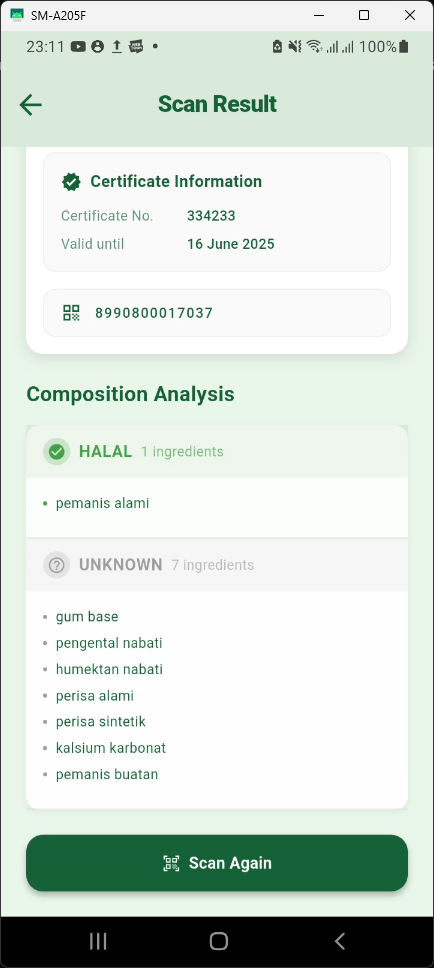 SM-A205F
23:11
100%
Scan Result
Certificate Information
Certificate No. 334233
Valid until 16 June 2025
8990800017037
Composition Analysis
HALAL 1 ingredients
• pemanis alami
UNKNOWN 7 ingredients
• gum base
• pengental nabati
• humektan nabati
• perisa alami
• perisa sintetik
• kalsium karbonat
• pemanis buatan
Scan Again